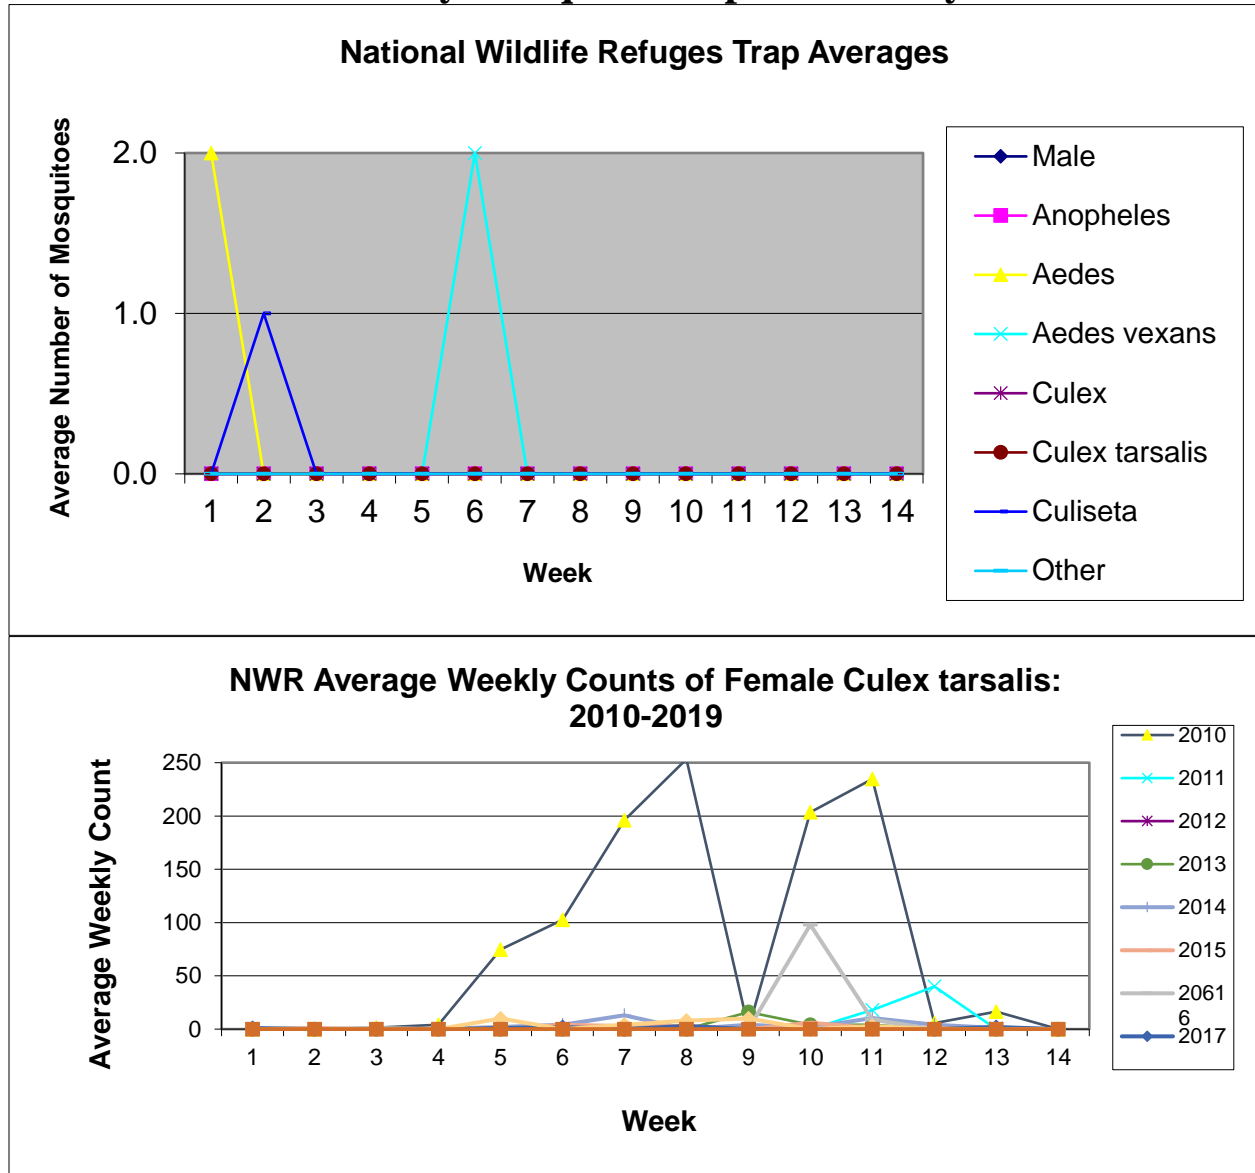 National Wildlife Refuges Trap Averages
Average Number of Mosquitoes
2.0
1.0
0.0
1 2 3 4 5 6 7 8 9 10 11 12 13 14
Week
Male
Anopheles
Aedes
Aedes vexans
Culex
Culex tarsalis
Culiseta
Other
NWR Average Weekly Counts of Female Culex tarsalis:
2010-2019
Average Weekly Count
250
200
150
100
50
0
1 2 3 4 5 6 7 8 9 10 11 12 13 14
Week
2010
2011
2012
2013
2014
2015
2061
6
2017